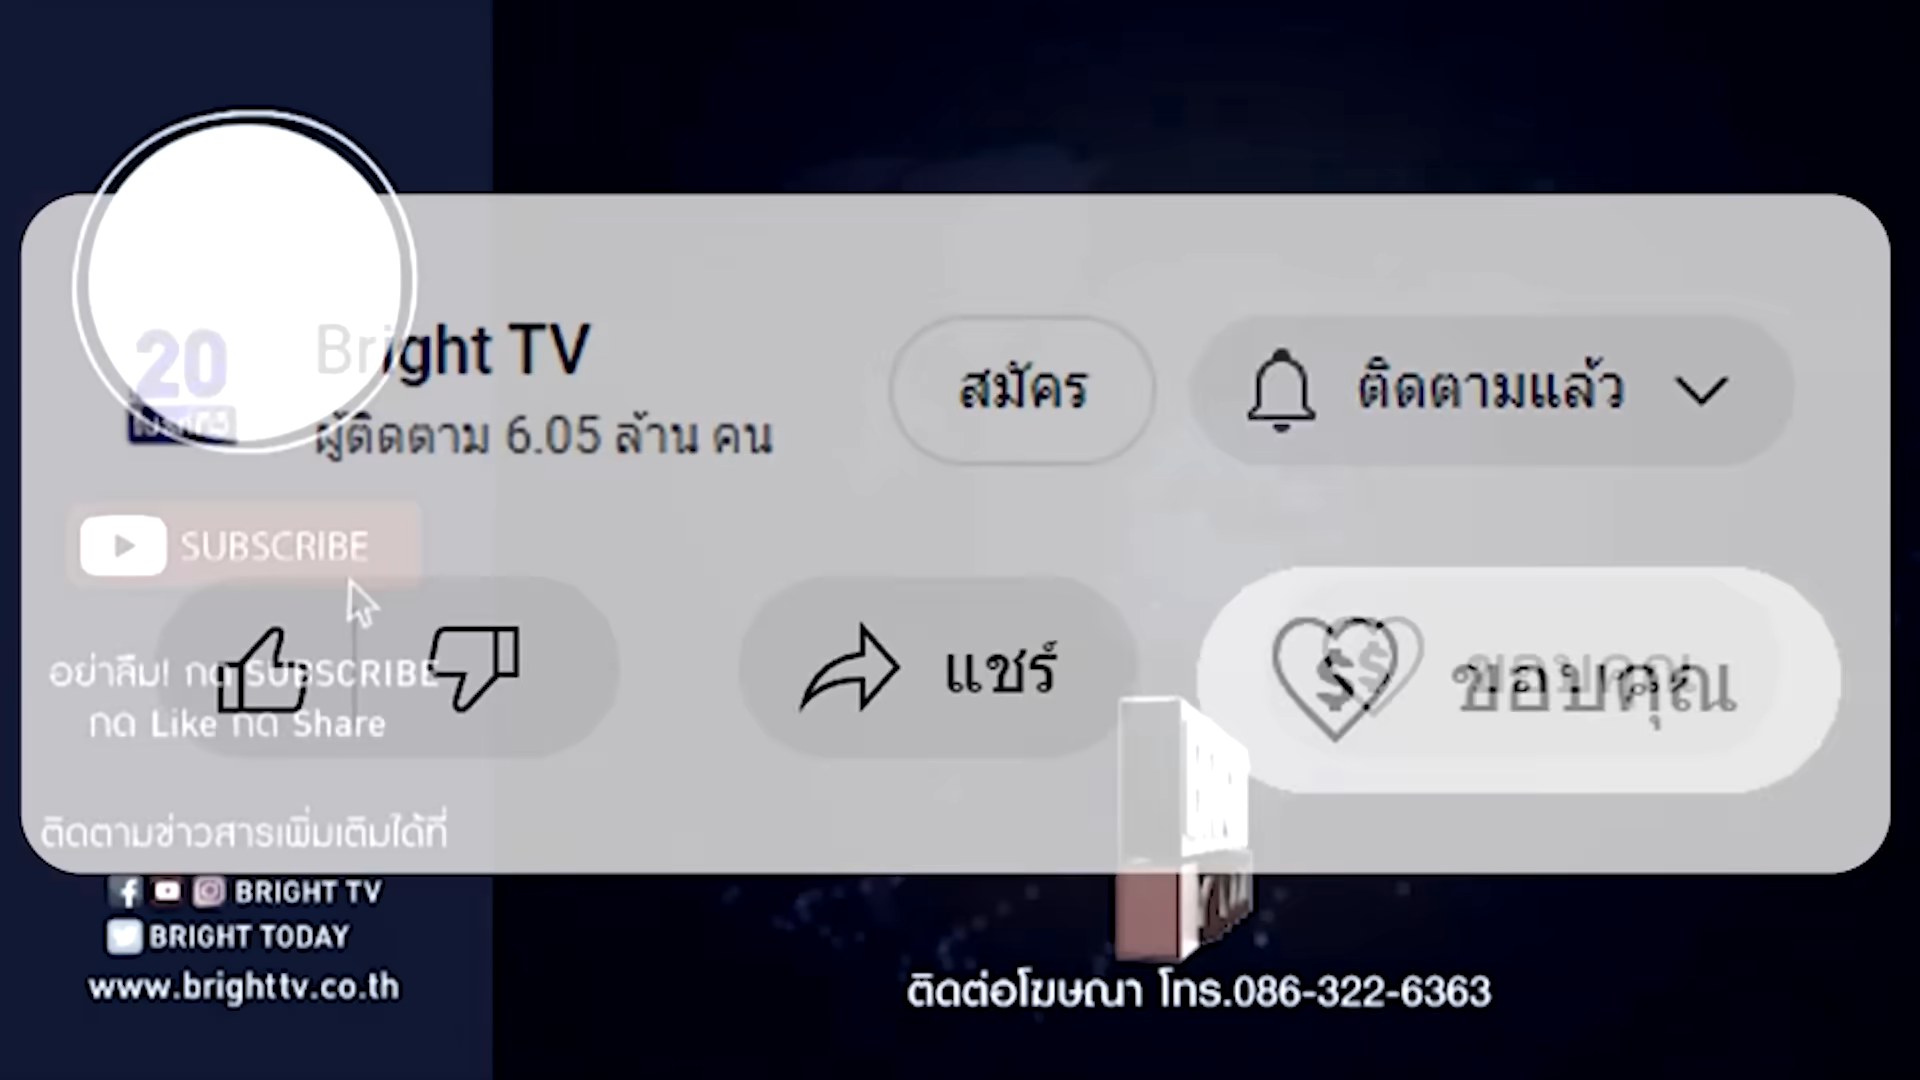 20
Bright TV
ผู้ติดตาม 6.05 ล้าน คน
สมัคร
ติดตามแล้ว
SUBSCRIBE
แชร์
ขอบคุณ
อย่าลืม! กด SUBSCRIBE
กด Like กด Share
ติดตามข่าวสารเพิ่มเติมได้ที่
BRIGHT TV
BRIGHT TODAY
www.brighttv.co.th
ติดต่อโฆษณา โทร.086-322-6363